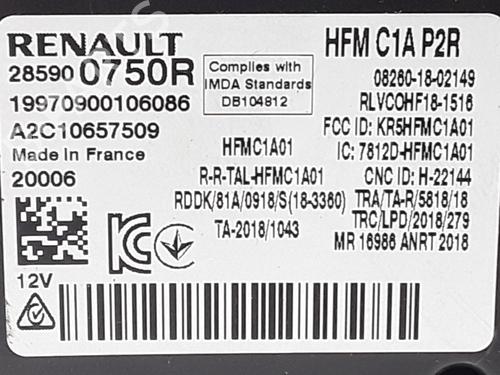 RENAULT
28590 0750R
19970900106086
A2C10657509
Made in France
20006
12V
Complies with
IMDA Standards
DB104812
HFMC1A01
R-R-TAL-HFMC1A01
RDDK/81A/0918/S(18-3360)
TA-2018/1043
HFM C1A P2R
08260-18-02149
RLVCOHF18-1516
FCC ID: KR5HFMC1A01
IC: 7812D-HFMC1A01
CNC ID: H-22144
TRA/TA-R/5818/18
TRC/LPD/2018/279
MR 16986 ANRT 2018